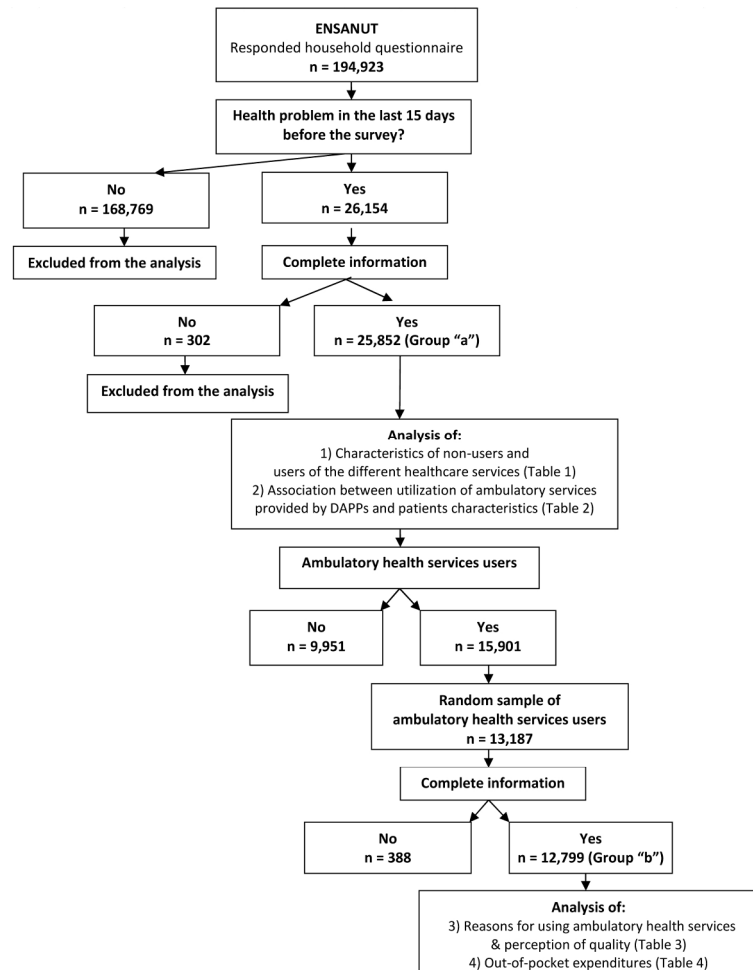 ENSANUT
Responded household questionnaire
n = 194,923
Health problem in the last 15 days
before the survey?
No
n = 168,769
Yes
n = 26,154
Excluded from the analysis
Complete information
No
n = 302
Yes
n = 25,852 (Group “a”)
Excluded from the analysis
Analysis of:
1) Characteristics of non-users and
users of the different healthcare services (Table 1)
2) Association between utilization of ambulatory services
provided by DAPPs and patients characteristics (Table 2)
Ambulatory health services users
No
n = 9,951
Yes
n = 15,901
Random sample of
ambulatory health services users
n = 13,187
Complete information
No
n = 388
Yes
n = 12,799 (Group “b”)
Analysis of:
3) Reasons for using ambulatory health services
& perception of quality (Table 3)
4) Out-of-pocket expenditures (Table 4)